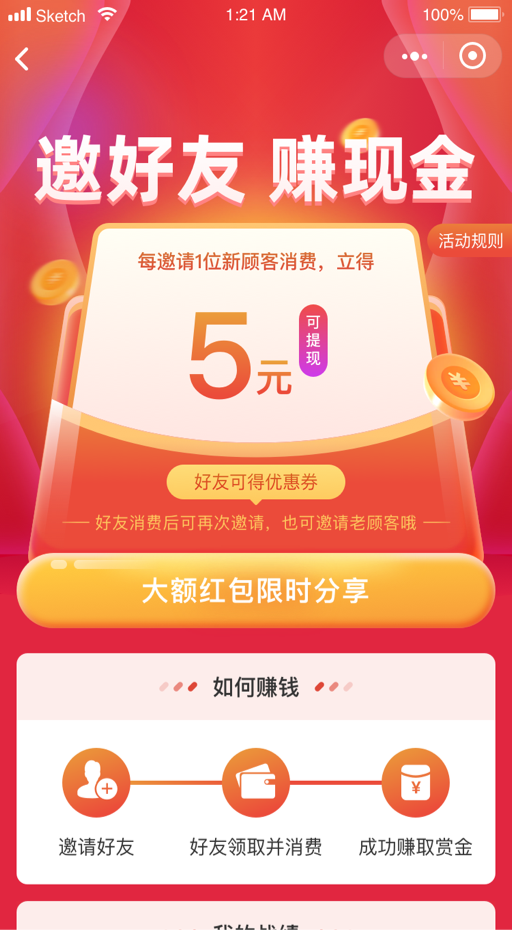 Sketch
1:21 AM
100%
邀好友 赚现金
活动规则
每邀请1位新顾客消费，立得
5元
可提现
好友可得优惠券
好友消费后可再次邀请，也可邀请老顾客哦
大额红包限时分享
如何赚钱
¥
邀请好友
好友领取并消费
成功赚取赏金